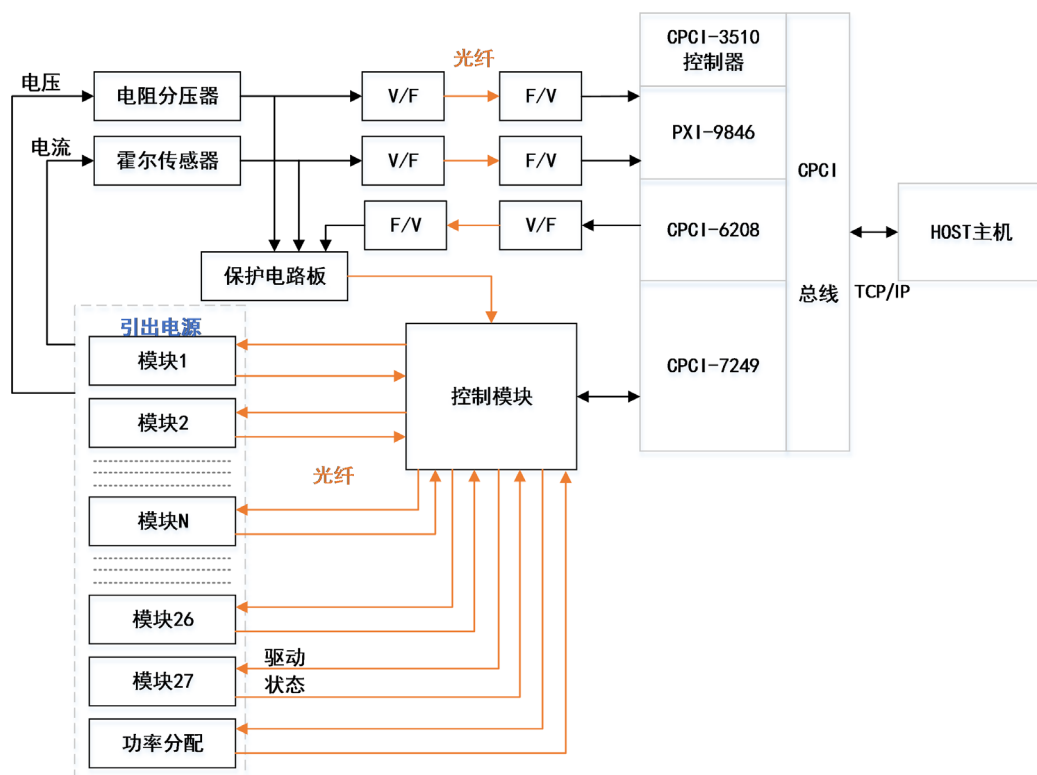 CPCI-3510
控制器
光纤
电压
电阻分压器
V/F
F/V
PXI-9846
电流
霍尔传感器
V/F
F/V
CPCI
F/V
V/F
CPCI-6208
HOST主机
保护电路板
总线
TCP/IP
引出电源
模块1
控制模块
CPCI-7249
模块2
光纤
模块N
模块26
驱动
模块27
状态
功率分配